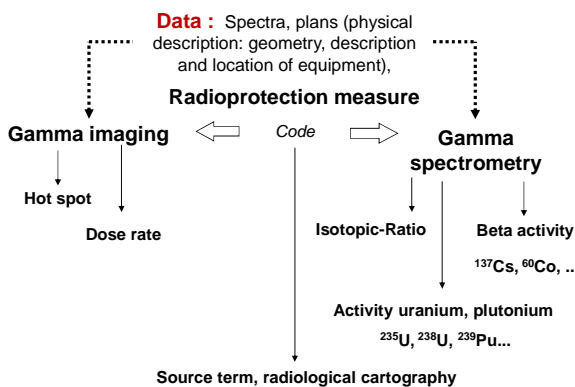 Data : Spectra, plans (physical
description: geometry, description
and location of equipment),
Radioprotection measure
Gamma imaging
Code
Gamma
spectrometry
Hot spot
Dose rate
Isotopic-Ratio
Beta activity
¹³⁷Cs, ⁶⁰Co, ..
Activity uranium, plutonium
²³⁵U, ²³⁸U, ²³⁹Pu...
Source term, radiological cartography